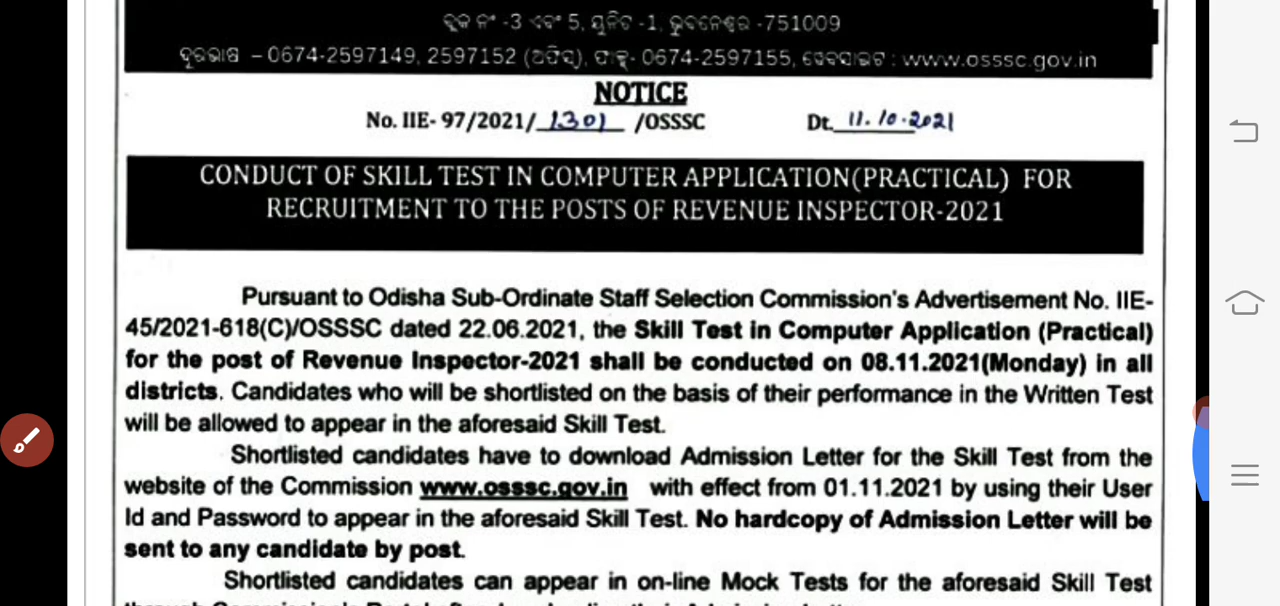 ବ୍ଲକ ନଂ -3 ଏବଂ 5, ୟୁନିଟ -1, ଭୁବନେଶ୍ୱର -751009
ଦୂରଭାଷ – 0674-2597149, 2597152 (ଅଫିସ୍), ଫାକ୍ସ- 0674-2597155, ୱେବସାଇଟ : www.osssc.gov.in
NOTICE
No. IIE- 97/2021/ 1301 /OSSSC Dt. 11.10.2021
CONDUCT OF SKILL TEST IN COMPUTER APPLICATION(PRACTICAL) FOR
RECRUITMENT TO THE POSTS OF REVENUE INSPECTOR-2021
Pursuant to Odisha Sub-Ordinate Staff Selection Commission's Advertisement No. IIE-
45/2021-618(C)/OSSSC dated 22.06.2021, the Skill Test in Computer Application (Practical)
for the post of Revenue Inspector-2021 shall be conducted on 08.11.2021(Monday) in all
districts. Candidates who will be shortlisted on the basis of their performance in the Written Test
will be allowed to appear in the aforesaid Skill Test.
Shortlisted candidates have to download Admission Letter for the Skill Test from the
website of the Commission www.osssc.gov.in with effect from 01.11.2021 by using their User
Id and Password to appear in the aforesaid Skill Test. No hardcopy of Admission Letter will be
sent to any candidate by post.
Shortlisted candidates can appear in on-line Mock Tests for the aforesaid Skill Test